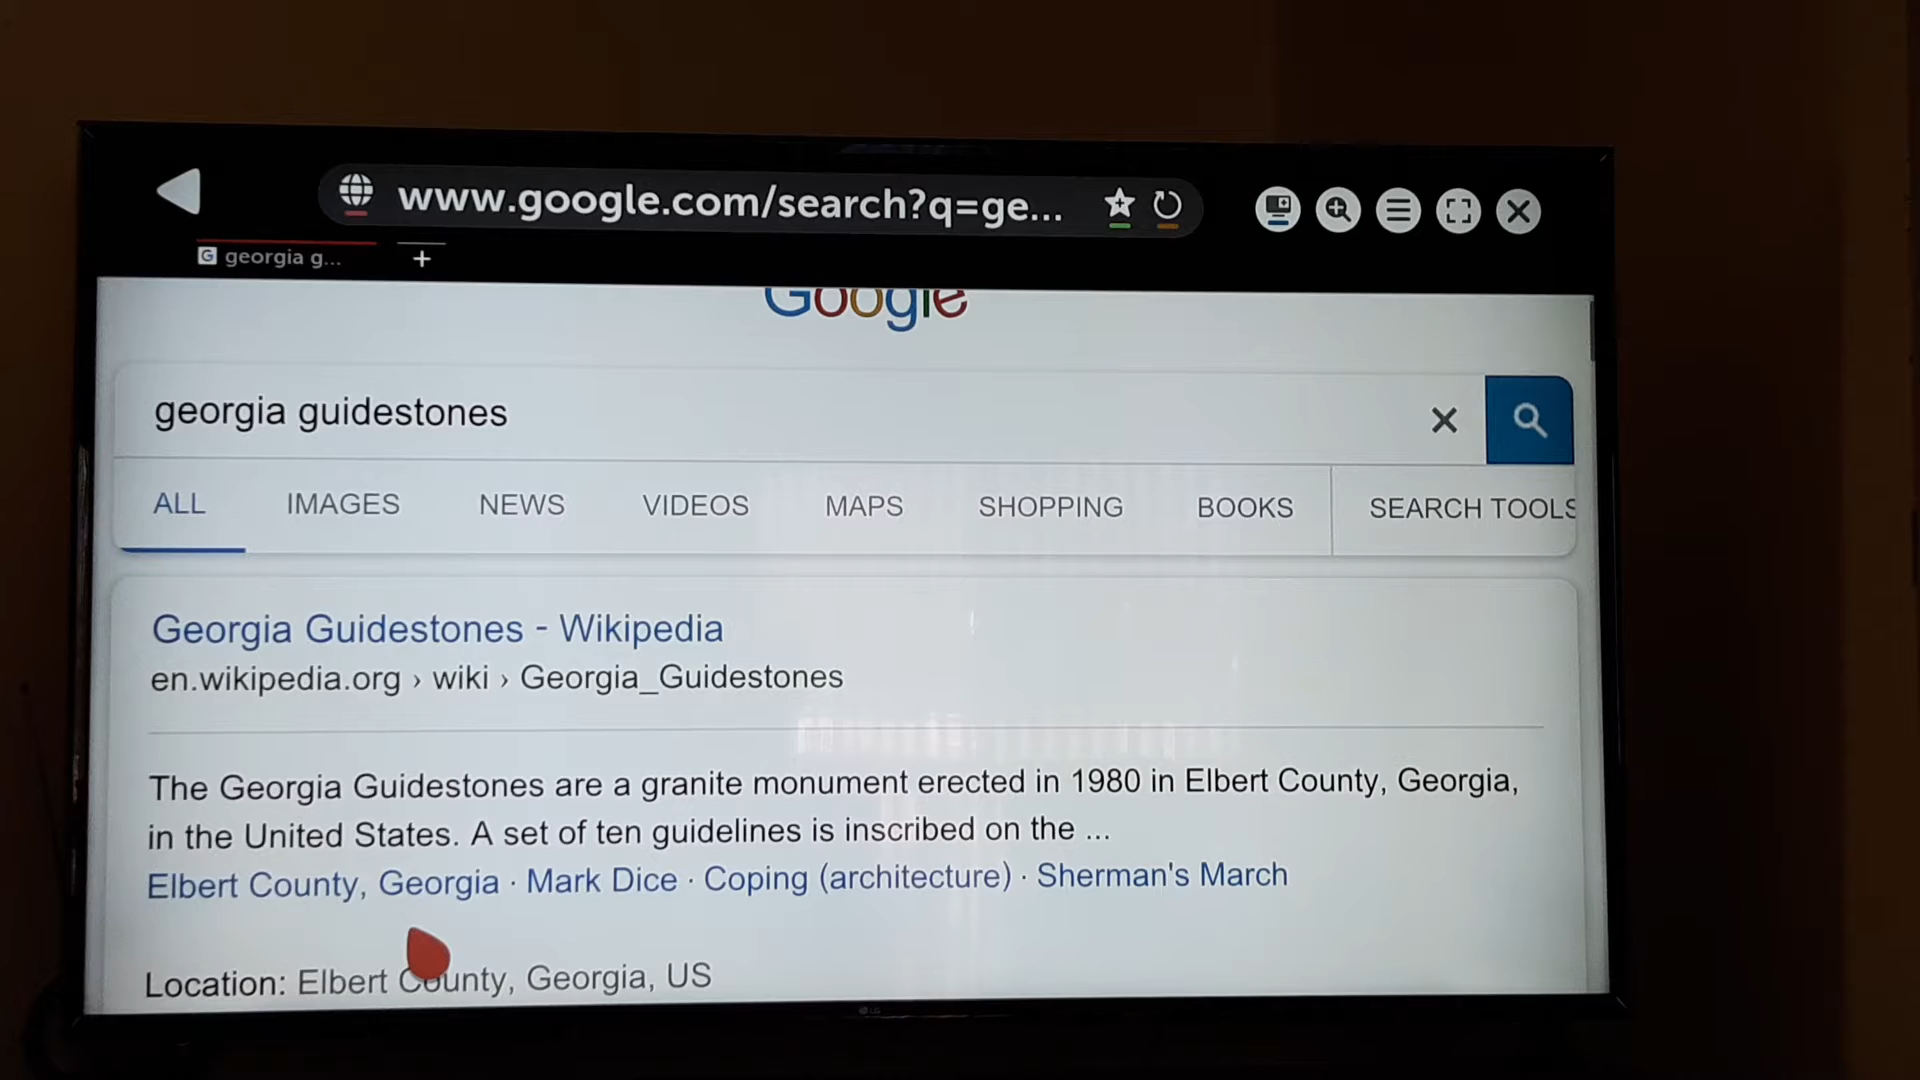 www.google.com/search?q=ge...
G georgia g... +
Google
georgia guidestones
ALL IMAGES NEWS VIDEOS MAPS SHOPPING BOOKS SEARCH TOOLS
Georgia Guidestones - Wikipedia
en.wikipedia.org › wiki › Georgia_Guidestones
The Georgia Guidestones are a granite monument erected in 1980 in Elbert County, Georgia,
in the United States. A set of ten guidelines is inscribed on the ...
Elbert County, Georgia · Mark Dice · Coping (architecture) · Sherman's March
Location: Elbert County, Georgia, US
LG